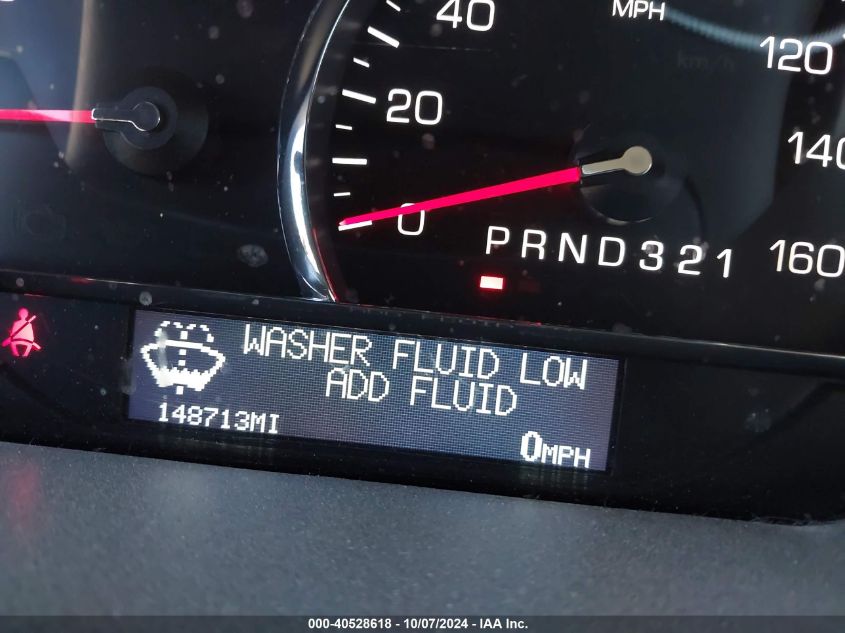 40
MPH
120
km/h
20
140
0
PRND321
160
WASHER FLUID LOW
ADD FLUID
148713MI
0MPH
000-40528618 - 10/07/2024 - IAA Inc.